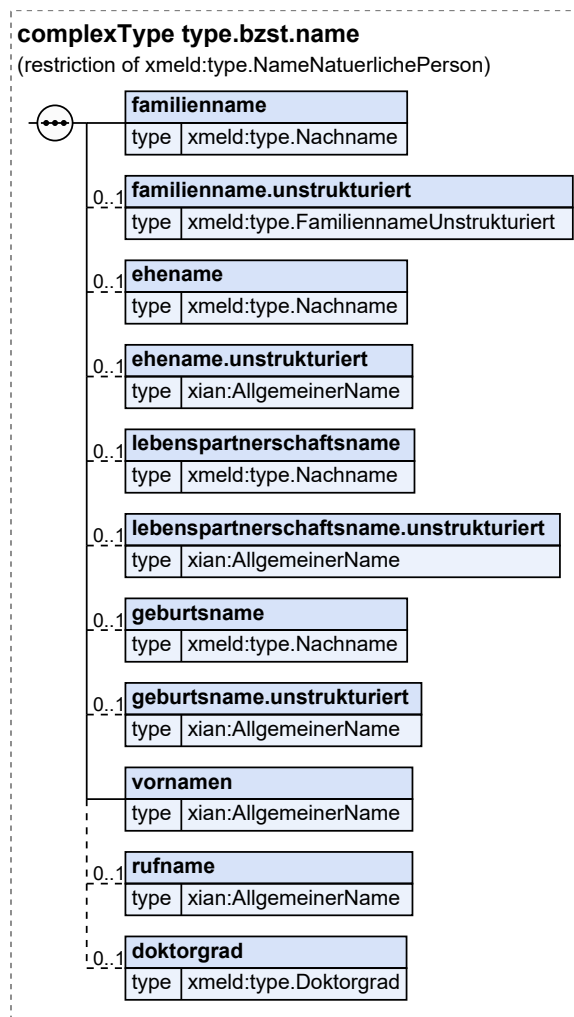 complexType type.bzst.name
(restriction of xmeld:type.NameNatuerlichePerson)
familienname
type xmeld:type.Nachname
0..1 familienname.unstrukturiert
type xmeld:type.FamiliennameUnstrukturiert
0..1 ehename
type xmeld:type.Nachname
0..1 ehename.unstrukturiert
type xian:AllgemeinerName
0..1 lebenspartnerschaftsname
type xmeld:type.Nachname
0..1 lebenspartnerschaftsname.unstrukturiert
type xian:AllgemeinerName
0..1 geburtsname
type xmeld:type.Nachname
0..1 geburtsname.unstrukturiert
type xian:AllgemeinerName
vornamen
type xian:AllgemeinerName
0..1 rufname
type xian:AllgemeinerName
0..1 doktorgrad
type xmeld:type.Doktorgrad